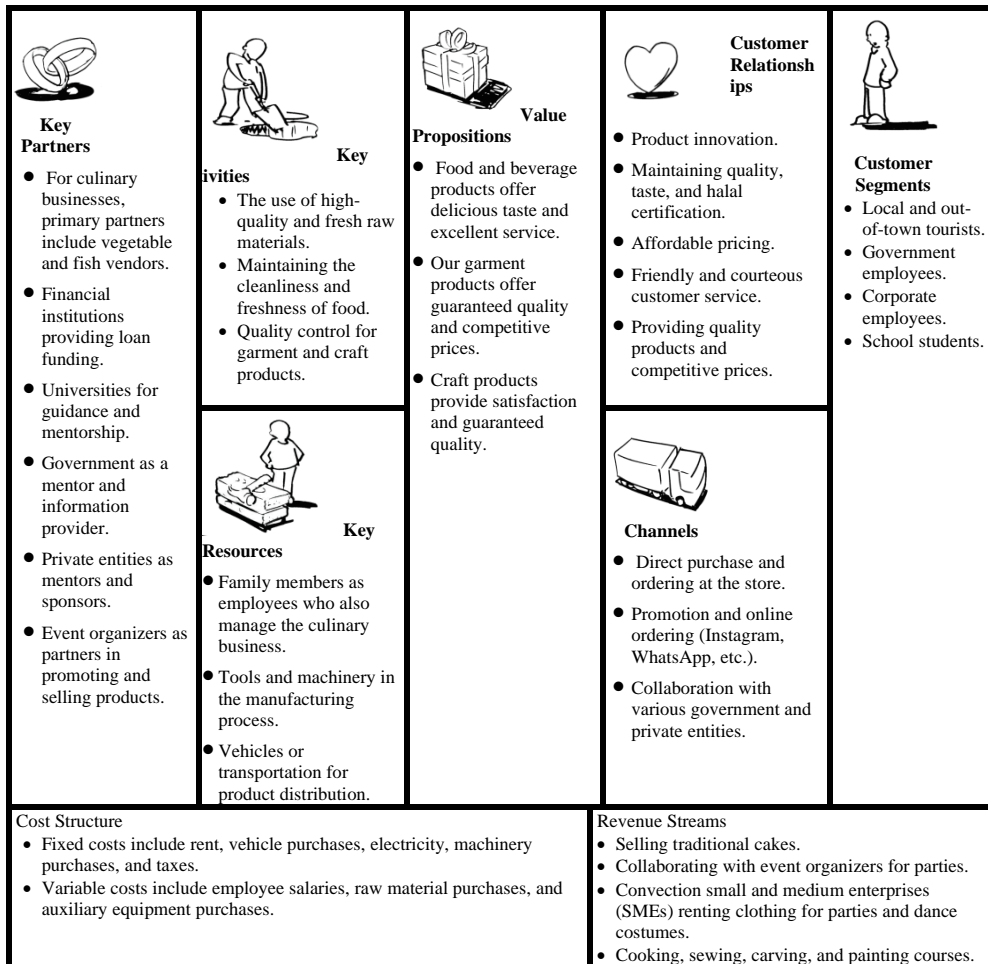 Key
Partners
● For culinary
businesses,
primary partners
include vegetable
and fish vendors.
● Financial
institutions
providing loan
funding.
● Universities for
guidance and
mentorship.
● Government as a
mentor and
information
provider.
● Private entities as
mentors and
sponsors.
● Event organizers as
partners in
promoting and
selling products.
Key
ivities
• The use of high-
quality and fresh raw
materials.
• Maintaining the
cleanliness and
freshness of food.
• Quality control for
garment and craft
products.
Key
Resources
● Family members as
employees who also
manage the culinary
business.
● Tools and machinery in
the manufacturing
process.
● Vehicles or
transportation for
product distribution.
Value
Propositions
● Food and beverage
products offer
delicious taste and
excellent service.
● Our garment
products offer
guaranteed quality
and competitive
prices.
● Craft products
provide satisfaction
and guaranteed
quality.
Customer
Relationsh
ips
● Product innovation.
● Maintaining quality,
taste, and halal
certification.
● Affordable pricing.
● Friendly and courteous
customer service.
● Providing quality
products and
competitive prices.
Channels
● Direct purchase and
ordering at the store.
● Promotion and online
ordering (Instagram,
WhatsApp, etc.).
● Collaboration with
various government and
private entities.
Customer
Segments
• Local and out-
of-town tourists.
• Government
employees.
• Corporate
employees.
• School students.
Cost Structure
• Fixed costs include rent, vehicle purchases, electricity, machinery
purchases, and taxes.
• Variable costs include employee salaries, raw material purchases, and
auxiliary equipment purchases.
Revenue Streams
• Selling traditional cakes.
• Collaborating with event organizers for parties.
• Convection small and medium enterprises
(SMEs) renting clothing for parties and dance
costumes.
• Cooking, sewing, carving, and painting courses.